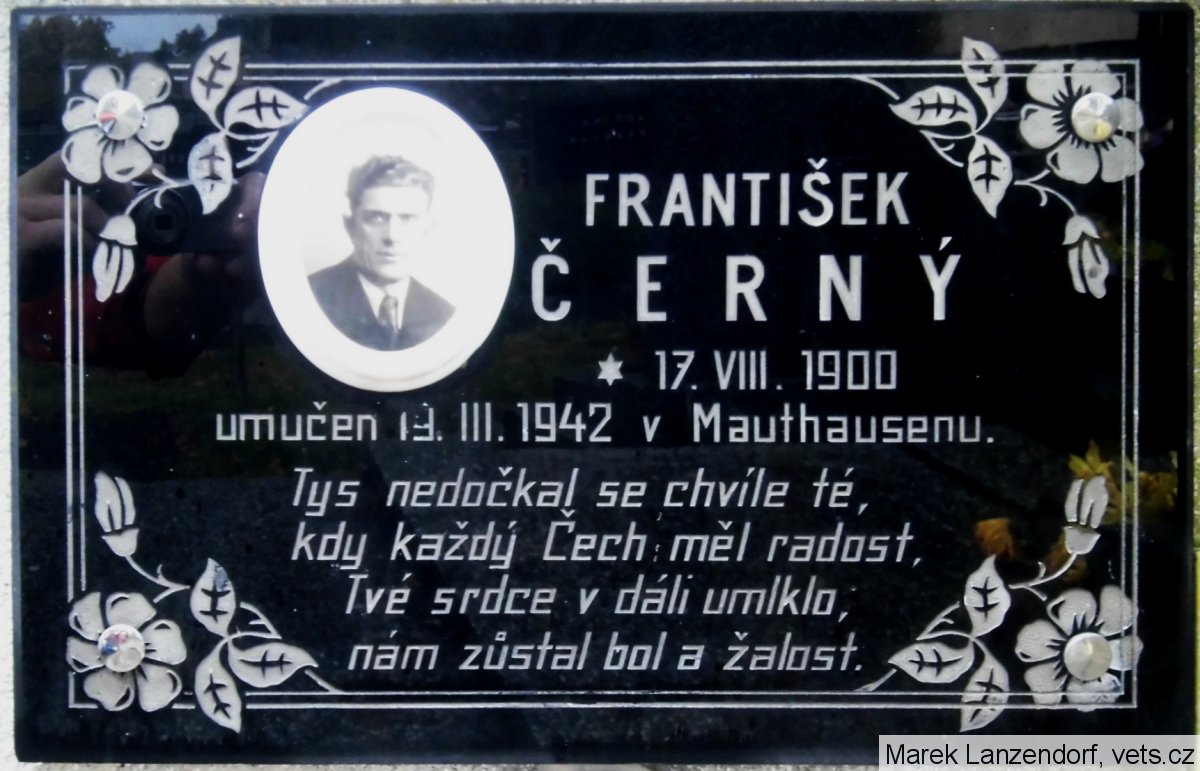 FRANTIŠEK
ČERNÝ
* 17. VIII. 1900
umučen 19. III. 1942 v Mauthausenu.
Tys nedočkal se chvíle té,
kdy každý Čech měl radost,
Tvé srdce v dáli umlklo,
nám zůstal bol a žalost.
Marek Lanzendorf, vets.cz